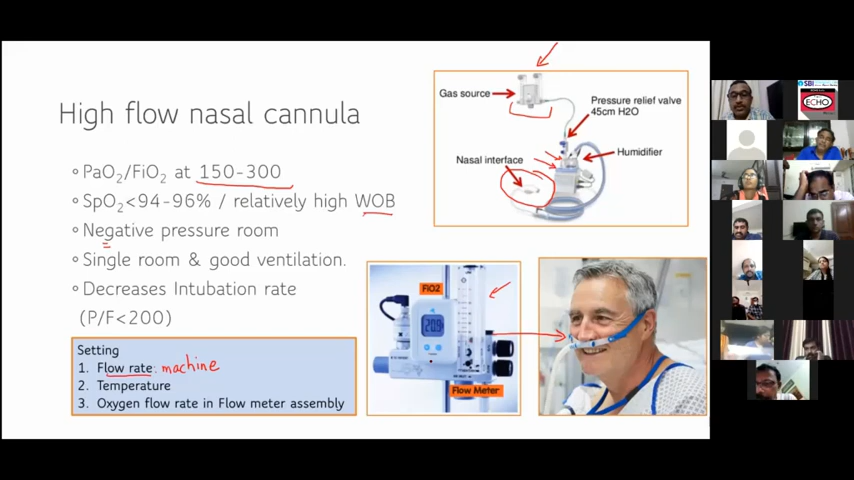 High flow nasal cannula
◦ PaO₂/FiO₂ at 150-300
◦ SpO₂<94-96% / relatively high WOB
◦ Negative pressure room
◦ Single room & good ventilation.
◦ Decreases Intubation rate
(P/F<200)
Setting
1. Flow rate: machine
2. Temperature
3. Oxygen flow rate in Flow meter assembly
Gas source
Pressure relief valve
45cm H2O
Humidifier
Nasal interface
FiO2
20.9
Flow Meter
SBI
ECHO